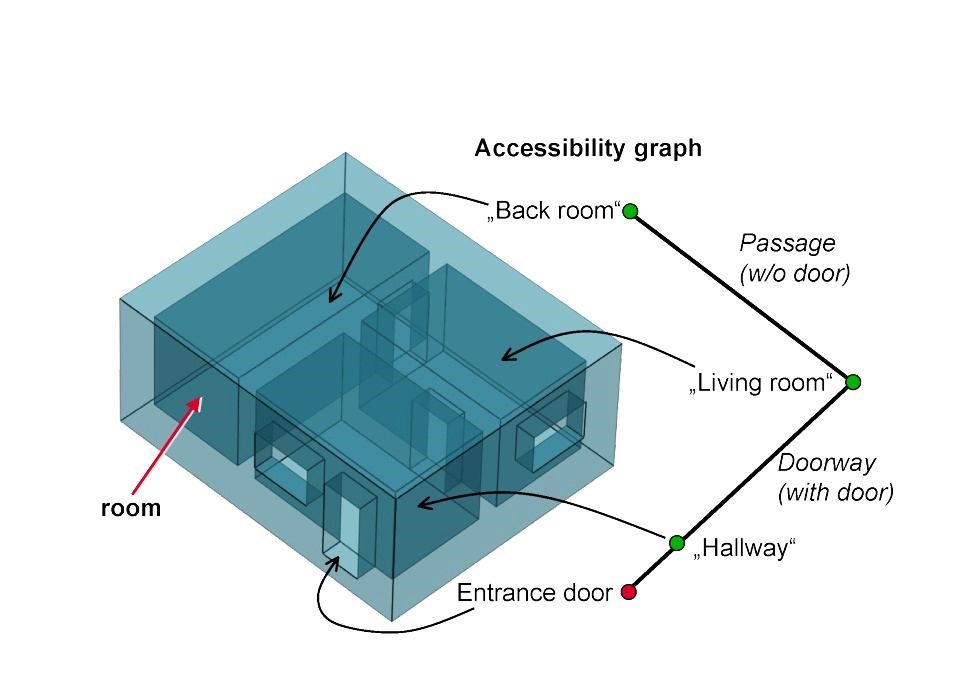 Accessibility graph
„Back room“
Passage
(w/o door)
„Living room“
Doorway
(with door)
room
„Hallway“
Entrance door